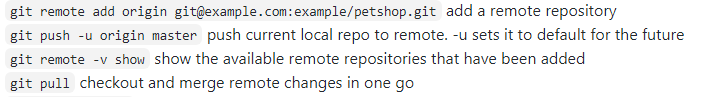 git remote add origin git@example.com:example/petshop.git add a remote repository
git push -u origin master push current local repo to remote. -u sets it to default for the future
git remote -v show show the available remote repositories that have been added
git pull checkout and merge remote changes in one go